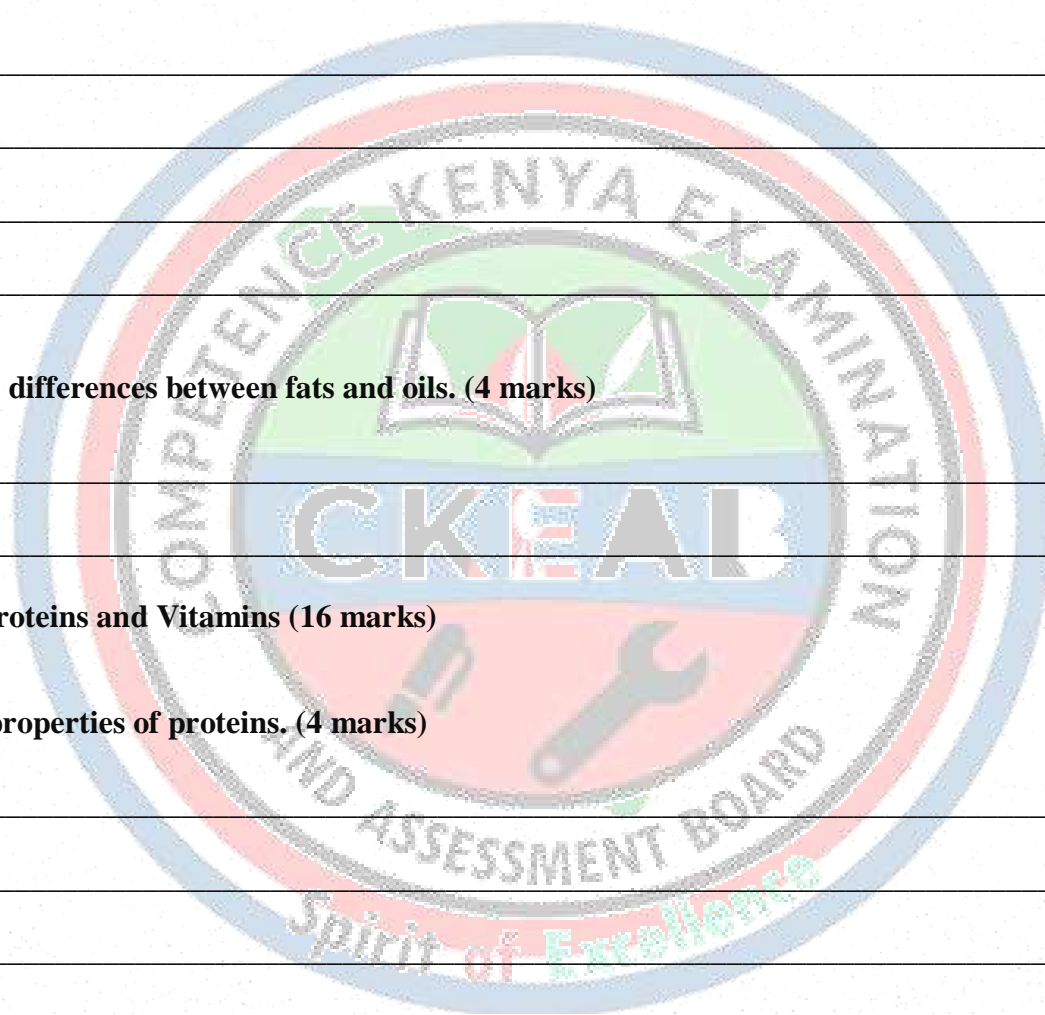 COMPETENCE KENYA EXAMINATION
differences between fats and oils. (4 marks)
CKEAB
roteins and Vitamins (16 marks)
properties of proteins. (4 marks)
AND ASSESSMENT BOARD
Spirit of Excellence